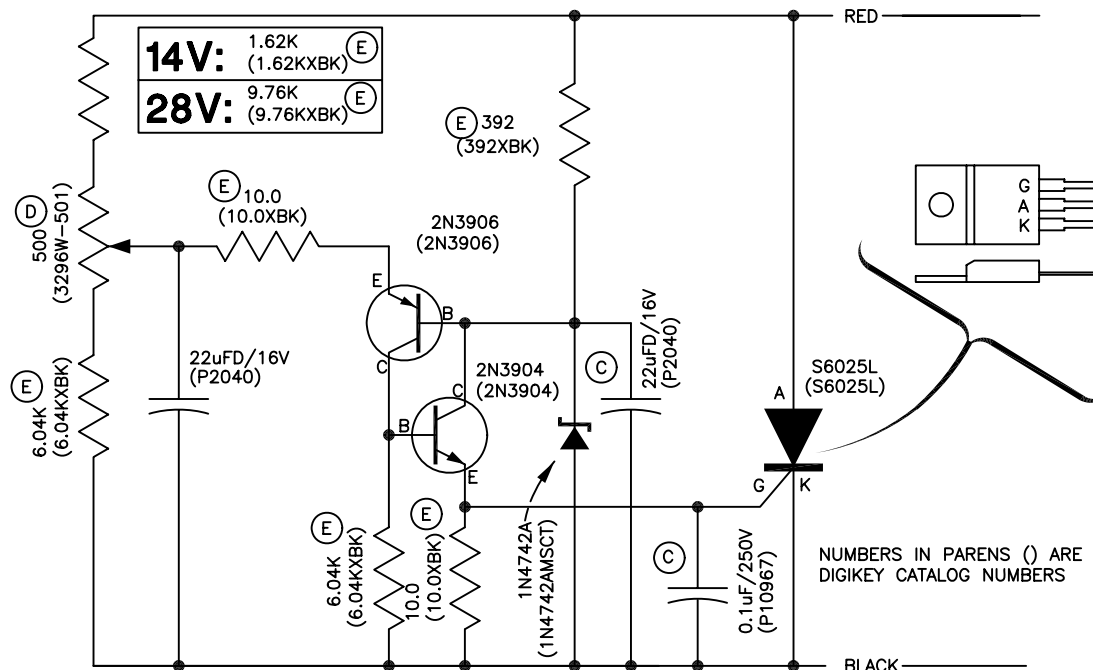 RED
14V: 1.62K
(1.62KXBK) E
28V: 9.76K
(9.76KXBK) E
E 392
(392XBK)
G
A
K
D
500
(3296W-501)
E 10.0
(10.0XBK)
2N3906
(2N3906)
E
B
C
22uFD/16V
(P2040)
C
22uFD/16V
(P2040)
2N3904
(2N3904)
C
B
E
S6025L
(S6025L)
A
G
K
E
6.04K
(6.04KXBK)
E
6.04K
(6.04KXBK)
E
10.0
(10.0XBK)
1N4742A
(1N4742AMSCT)
C
0.1uF/250V
(P10967)
NUMBERS IN PARENS () ARE
DIGIKEY CATALOG NUMBERS
BLACK